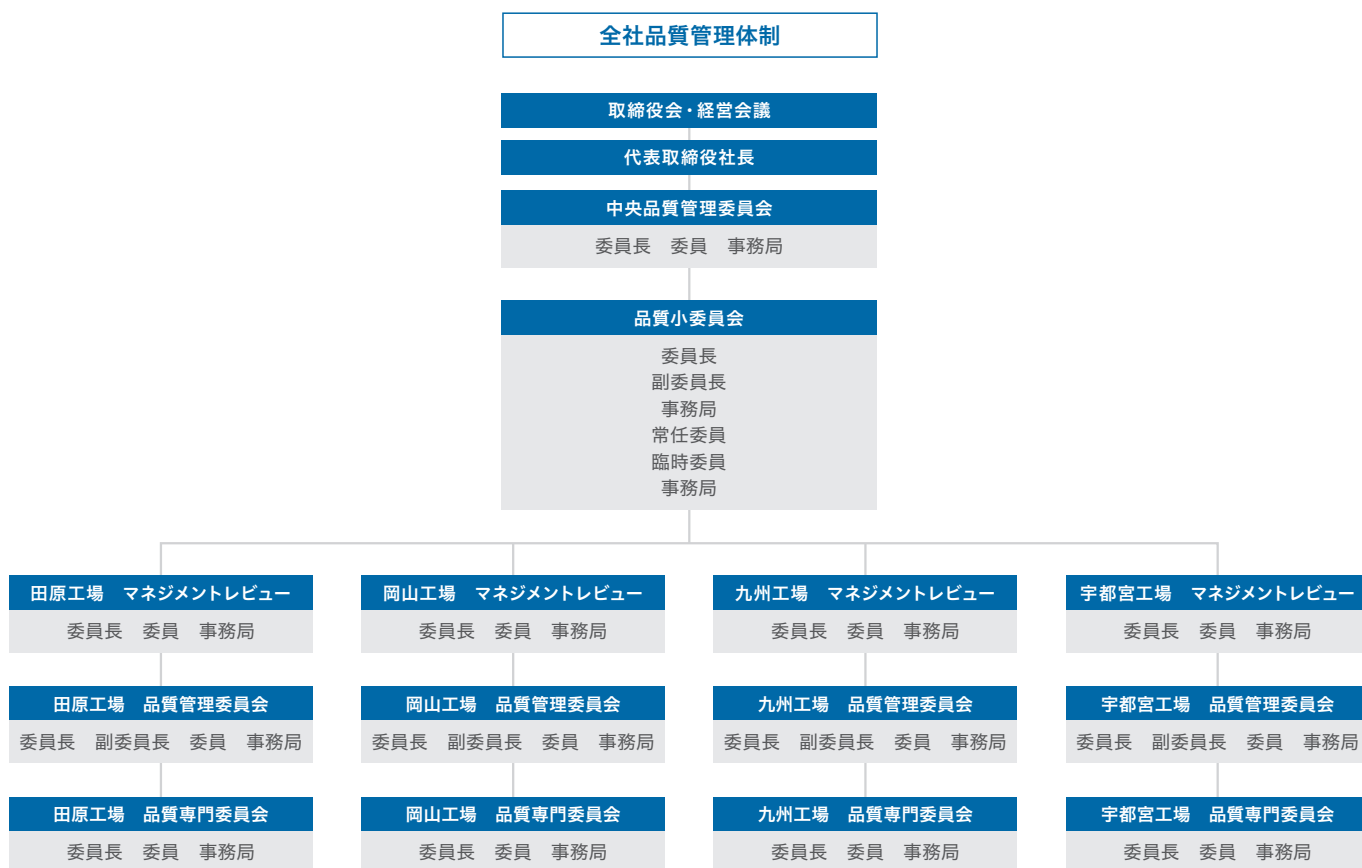 全社品質管理体制
取締役会・経営会議
代表取締役社長
中央品質管理委員会
委員長　委員　事務局
品質小委員会
委員長
副委員長
事務局
常任委員
臨時委員
事務局
田原工場　マネジメントレビュー
委員長　委員　事務局
田原工場　品質管理委員会
委員長　副委員長　委員　事務局
田原工場　品質専門委員会
委員長　委員　事務局
岡山工場　マネジメントレビュー
委員長　委員　事務局
岡山工場　品質管理委員会
委員長　副委員長　委員　事務局
岡山工場　品質専門委員会
委員長　委員　事務局
九州工場　マネジメントレビュー
委員長　委員　事務局
九州工場　品質管理委員会
委員長　副委員長　委員　事務局
九州工場　品質専門委員会
委員長　委員　事務局
宇都宮工場　マネジメントレビュー
委員長　委員　事務局
宇都宮工場　品質管理委員会
委員長　副委員長　委員　事務局
宇都宮工場　品質専門委員会
委員長　委員　事務局